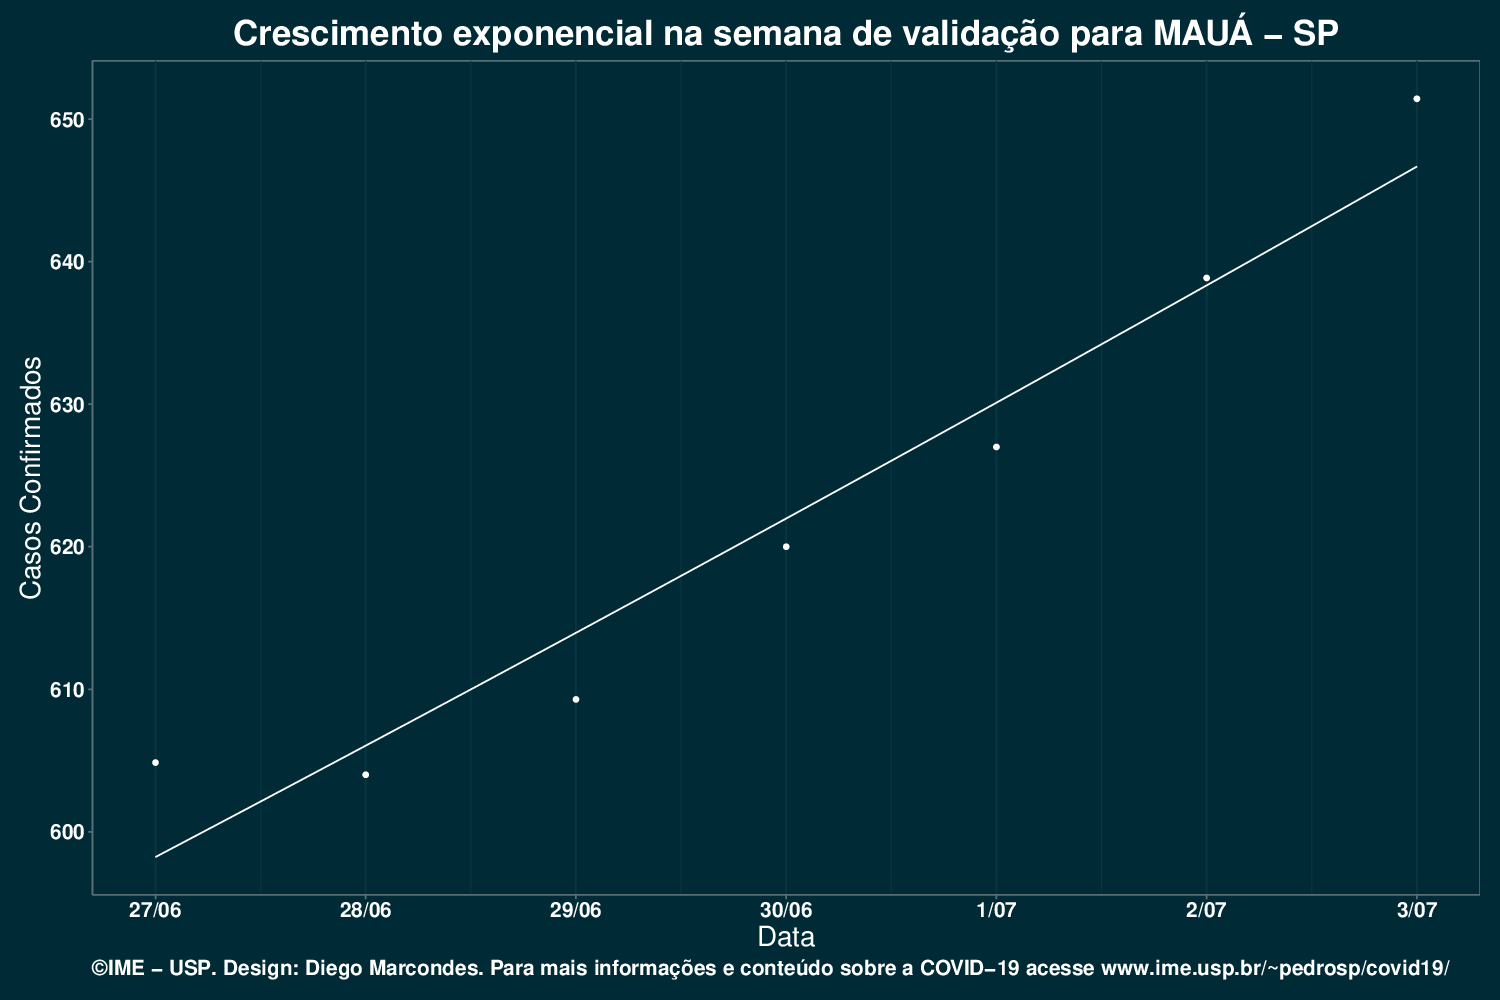 Crescimento exponencial na semana de validação para MAUÁ – SP
650
640
630
620
610
600
Casos Confirmados
27/06 28/06 29/06 30/06 1/07 2/07 3/07
Data
©IME – USP. Design: Diego Marcondes. Para mais informações e conteúdo sobre a COVID–19 acesse www.ime.usp.br/~pedrosp/covid19/